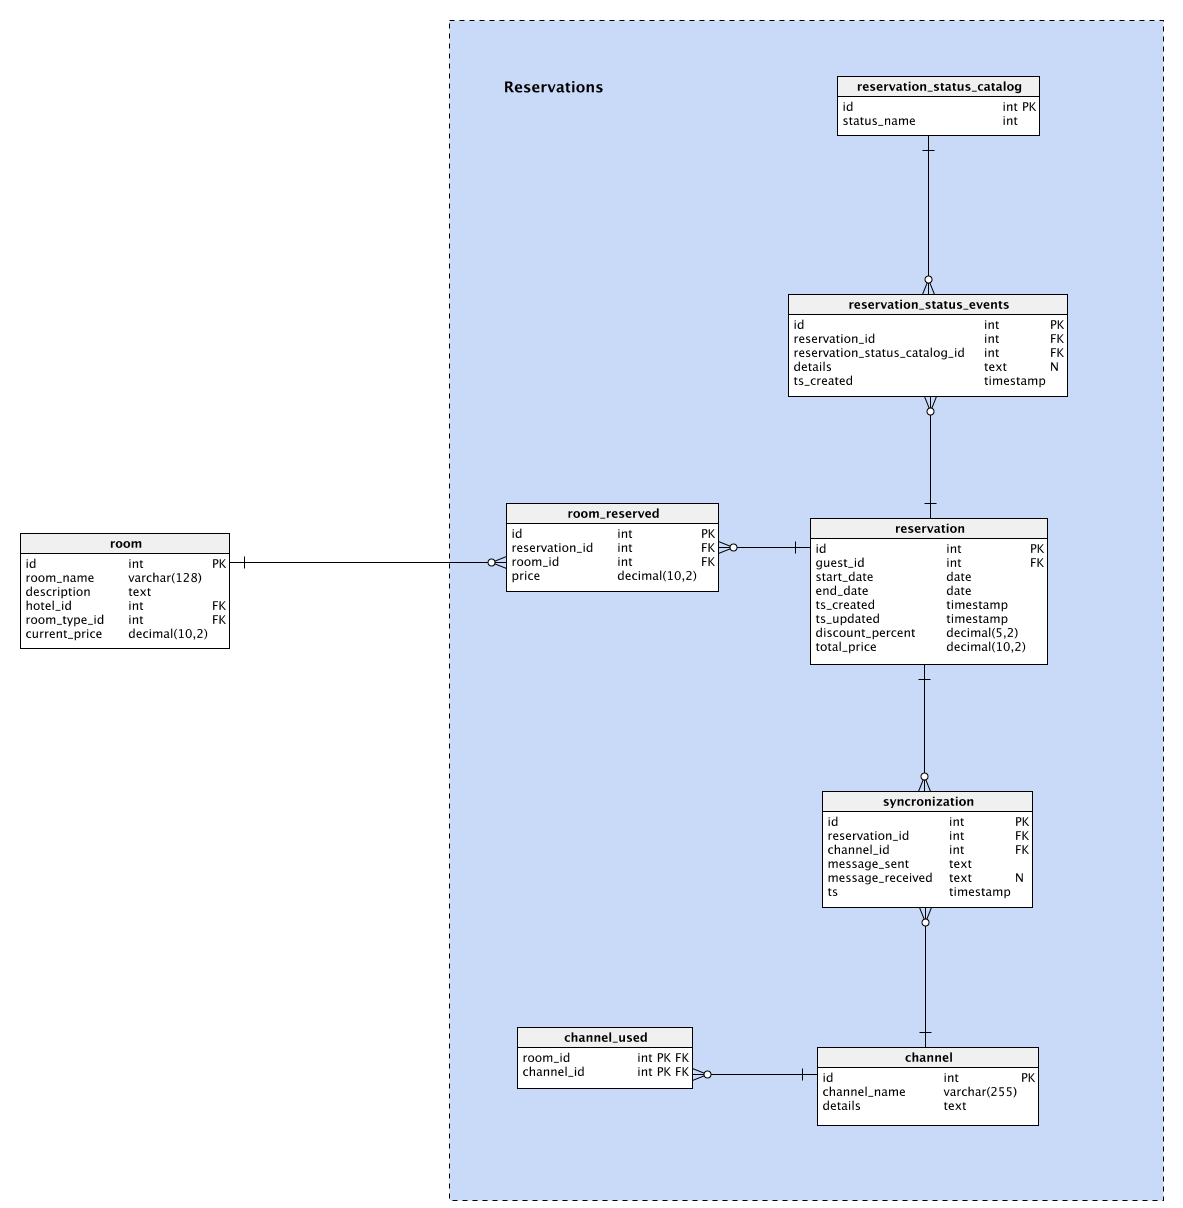 Reservations
reservation_status_catalog
id int PK
status_name int
reservation_status_events
id int PK
reservation_id int FK
reservation_status_catalog_id int FK
details text N
ts_created timestamp
room_reserved
id int PK
reservation_id int FK
room_id int FK
price decimal(10,2)
reservation
id int PK
guest_id int FK
start_date date
end_date date
ts_created timestamp
ts_updated timestamp
discount_percent decimal(5,2)
total_price decimal(10,2)
room
id int PK
room_name varchar(128)
description text
hotel_id int FK
room_type_id int FK
current_price decimal(10,2)
syncronization
id int PK
reservation_id int FK
channel_id int FK
message_sent text
message_received text N
ts timestamp
channel_used
room_id int PK FK
channel_id int PK FK
channel
id int PK
channel_name varchar(255)
details text